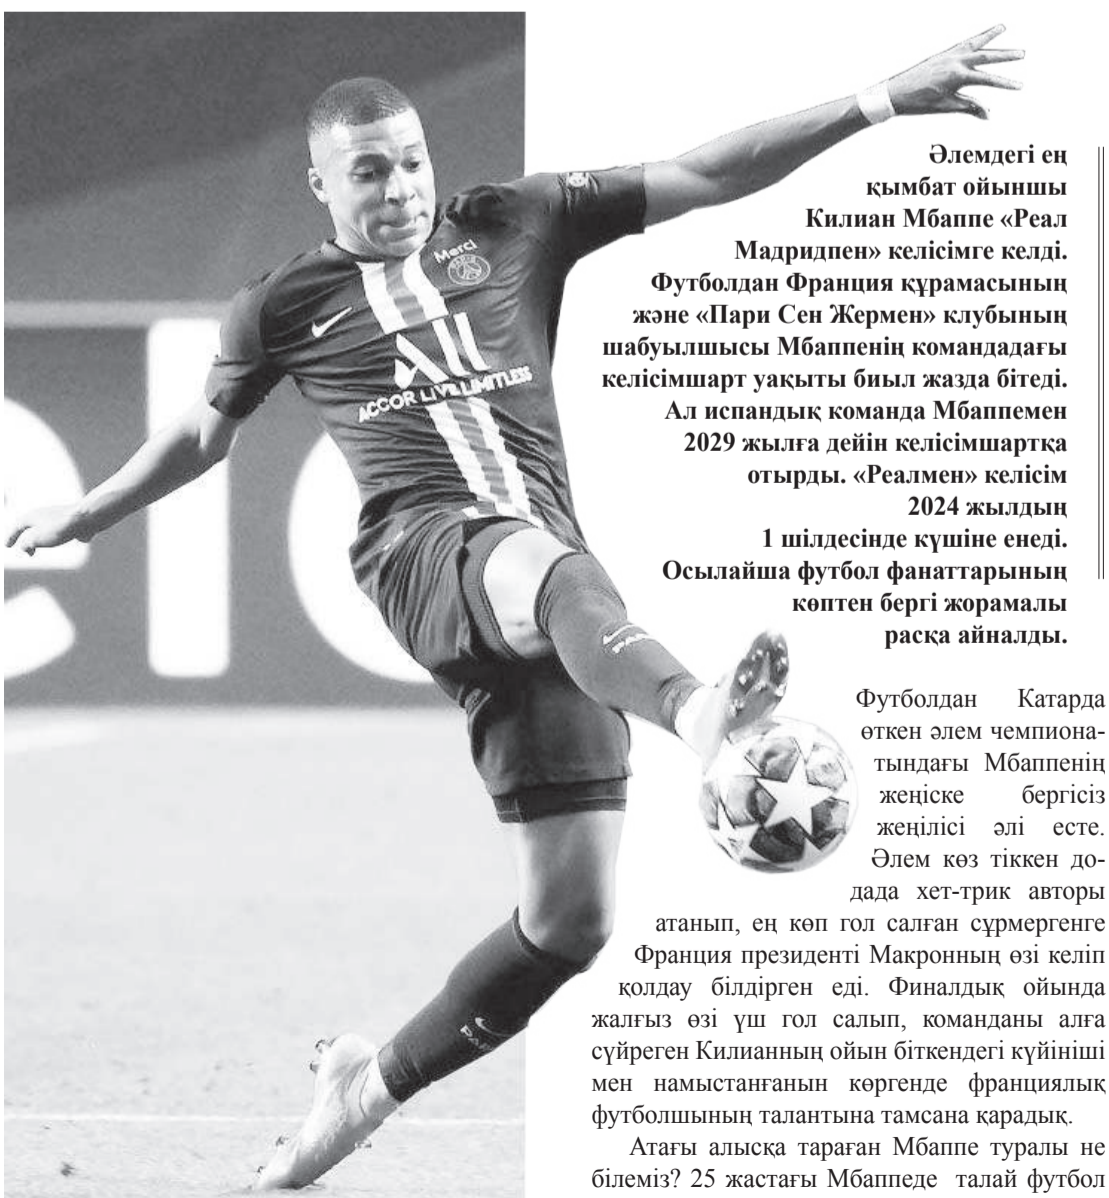 Әлемдегі ең
қымбат ойыншы
Килиан Мбаппе «Реал
Мадридпен» келісімге келді.
Футболдан Франция құрамасының
және «Пари Сен Жермен» клубының
шабуылшысы Мбаппенің командадағы
келісімшарт уақыты биыл жазда бітеді.
Ал испандық команда Мбаппемен
2029 жылға дейін келісімшартқа
отырды. «Реалмен» келісім
2024 жылдың
1 шілдесінде күшіне енеді.
Осылайша футбол фанаттарының
көптен бергі жорамалы
расқа айналды.
Merci
PARIS
ALL
ACCOR LIVE LIMITLESS
Футболдан Катарда
өткен әлем чемпиона-
тындағы Мбаппенің
жеңіске бергісіз
жеңілісі әлі есте.
Әлем көз тіккен до-
дада хет-трик авторы
атанып, ең көп гол салған сұрмергенге
Франция президенті Макронның өзі келіп
қолдау білдірген еді. Финалдық ойында
жалғыз өзі үш гол салып, команданы алға
сүйреген Килианның ойын біткендегі күйініші
мен намыстанғанын көргенде франциялық
футболшының талантына тамсана қарадық.
Атағы алысқа тараған Мбаппе туралы не
білеміз? 25 жастағы Мбаппеде талай футбол